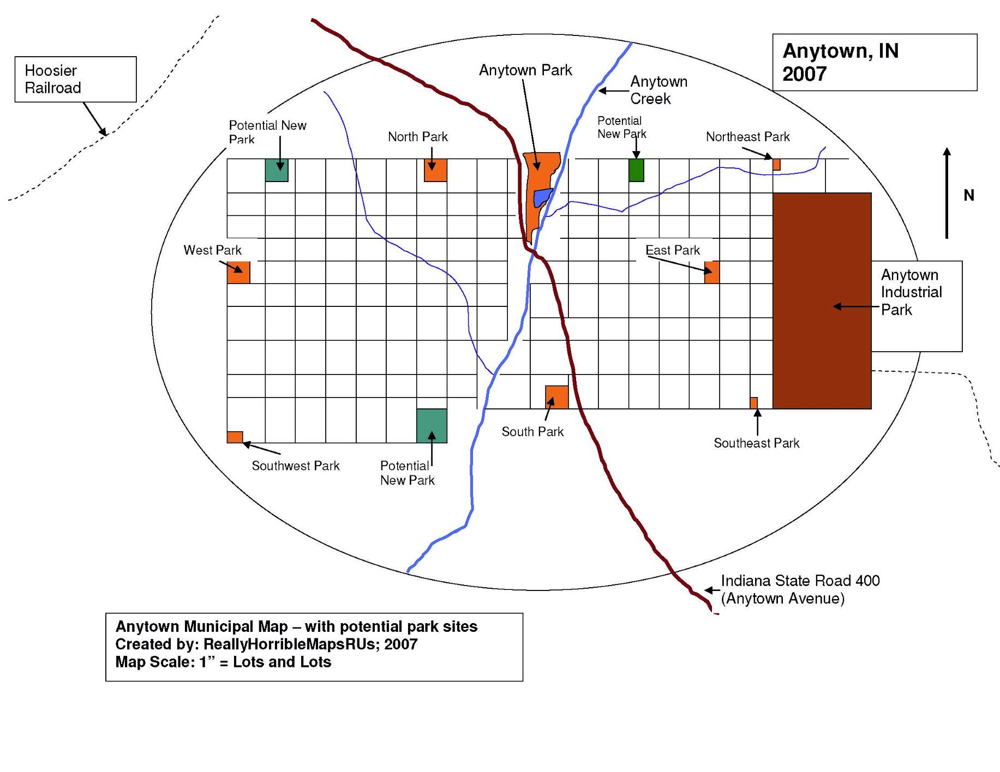 Anytown, IN
2007
Hoosier
Railroad
Anytown Park
Anytown
Creek
Potential New
Park
North Park
Potential
New Park
Northeast Park
N
West Park
East Park
Anytown
Industrial
Park
South Park
Southeast Park
Southwest Park
Potential
New Park
Indiana State Road 400
(Anytown Avenue)
Anytown Municipal Map – with potential park sites
Created by: ReallyHorribleMapsRUs; 2007
Map Scale: 1” = Lots and Lots